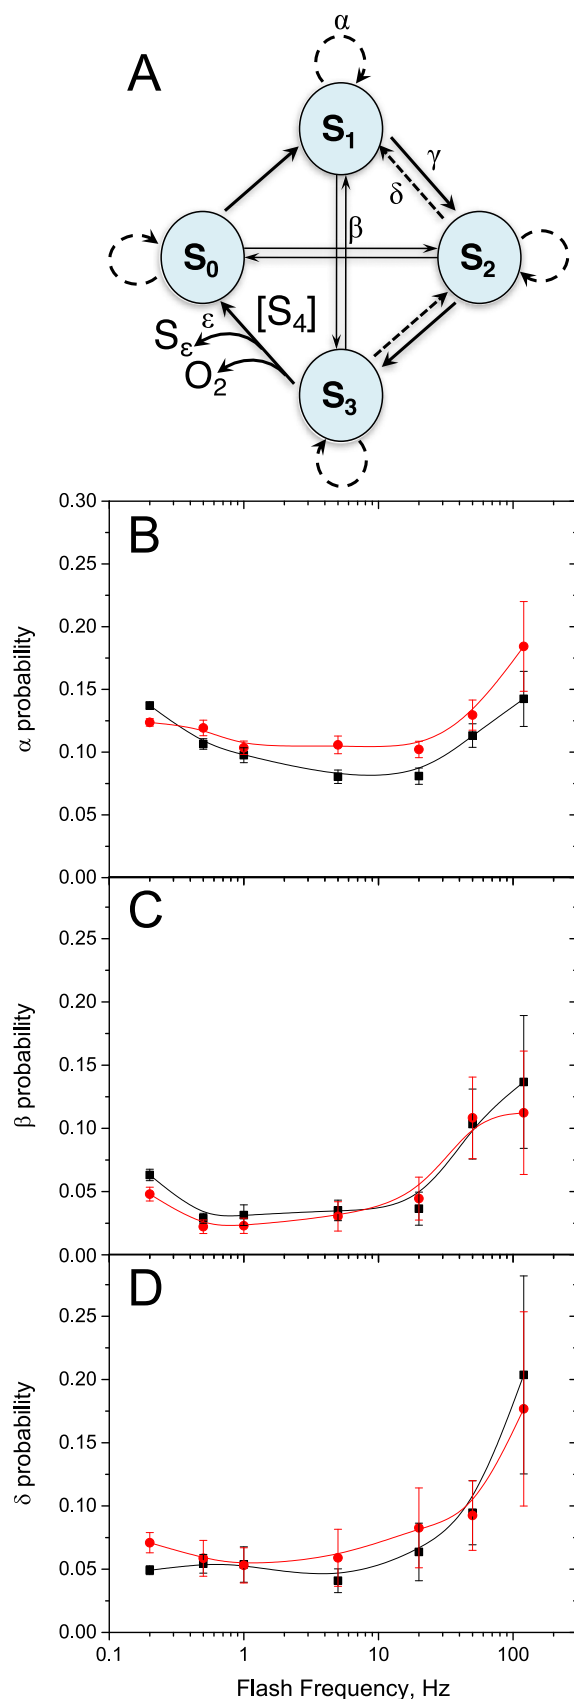 A
α
S₁
γ
δ
β
S₀
S₂
ε
[S₄]
Sε
O₂
S₃
B
0.30
0.25
0.20
0.15
0.10
0.05
0.00
α probability
C
0.25
0.20
0.15
0.10
0.05
0.00
β probability
D
0.25
0.20
0.15
0.10
0.05
0.00
δ probability
0.1
1
10
100
Flash Frequency, Hz